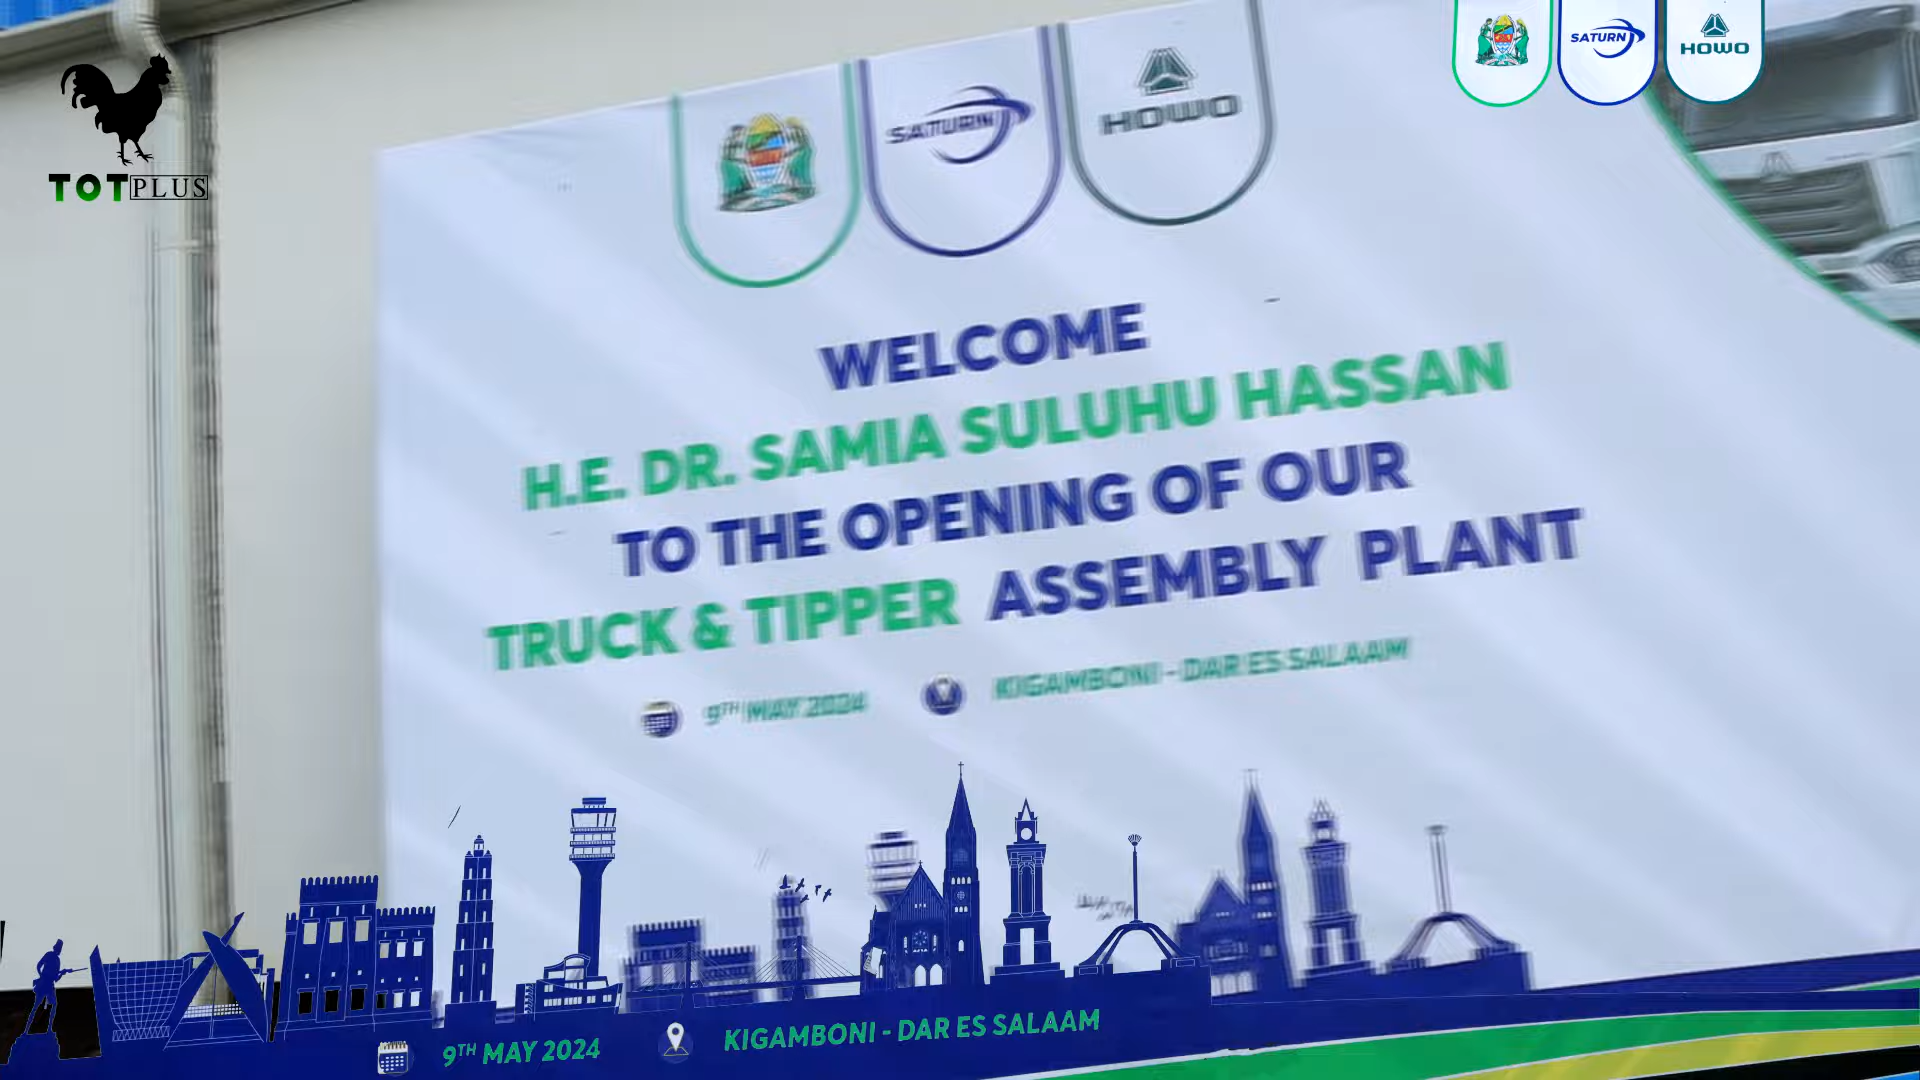 TOTPLUS
SATURN
HOWO
SATURN
HOWO
WELCOME
H.E. DR. SAMIA SULUHU HASSAN
TO THE OPENING OF OUR
TRUCK & TIPPER ASSEMBLY PLANT
9TH MAY 2024 KIGAMBONI - DAR ES SALAAM
9TH MAY 2024 KIGAMBONI - DAR ES SALAAM